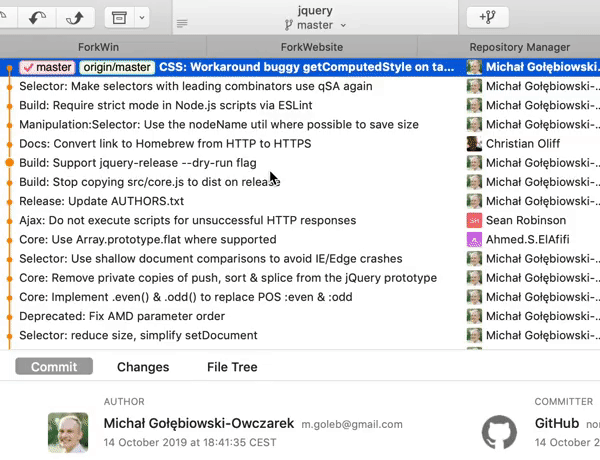 jquery
master
ForkWin ForkWebsite Repository Manager
master origin/master CSS: Workaround buggy getComputedStyle on ta... Michał Gołębiowski...
Selector: Make selectors with leading combinators use qSA again Michał Gołębiowski-...
Build: Require strict mode in Node.js scripts via ESLint Michał Gołębiowski-...
Manipulation:Selector: Use the nodeName util where possible to save size Michał Gołębiowski-...
Docs: Convert link to Homebrew from HTTP to HTTPS Christian Oliff
Build: Support jquery-release --dry-run flag Michał Gołębiowski-...
Build: Stop copying src/core.js to dist on release Michał Gołębiowski-...
Release: Update AUTHORS.txt Michał Gołębiowski-...
Ajax: Do not execute scripts for unsuccessful HTTP responses Sean Robinson
Core: Use Array.prototype.flat where supported Ahmed.S.ElAfifi
Selector: Use shallow document comparisons to avoid IE/Edge crashes Michał Gołębiowski-...
Core: Remove private copies of push, sort & splice from the jQuery prototype Michał Gołębiowski-...
Core: Implement .even() & .odd() to replace POS :even & :odd Michał Gołębiowski-...
Deprecated: Fix AMD parameter order Michał Gołębiowski-...
Selector: reduce size, simplify setDocument Michał Gołębiowski-...
Commit Changes File Tree
AUTHOR COMMITTER
Michał Gołębiowski-Owczarek m.goleb@gmail.com GitHub
14 October 2019 at 18:41:35 CEST 14 October 2